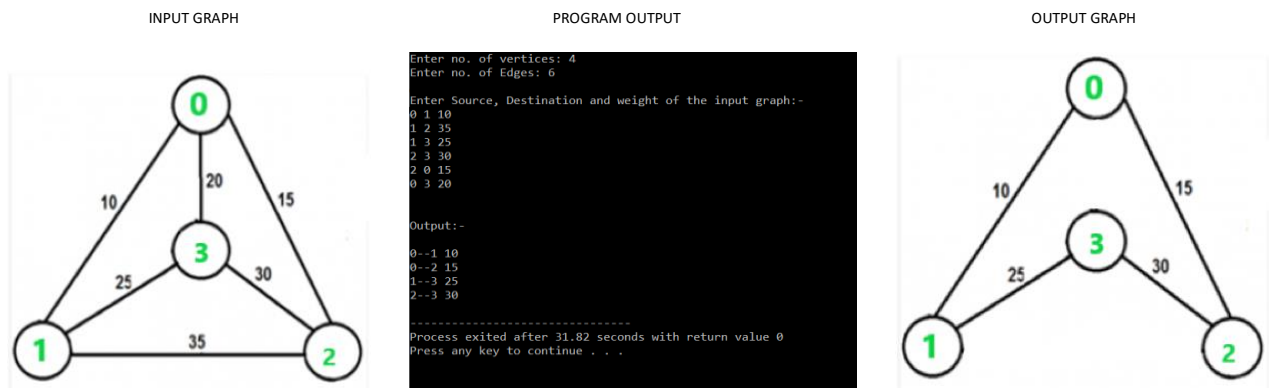 INPUT GRAPH
PROGRAM OUTPUT
OUTPUT GRAPH
0
20
10
15
3
25
30
1
35
2
Enter no. of vertices: 4
Enter no. of Edges: 6
Enter Source, Destination and weight of the input graph:-
0 1 10
1 2 35
1 3 25
2 3 30
2 0 15
0 3 20
Output:-
0--1 10
0--2 15
1--3 25
2--3 30
--------------------------------
Process exited after 31.82 seconds with return value 0
Press any key to continue . . .
0
10
15
3
25
30
1
2